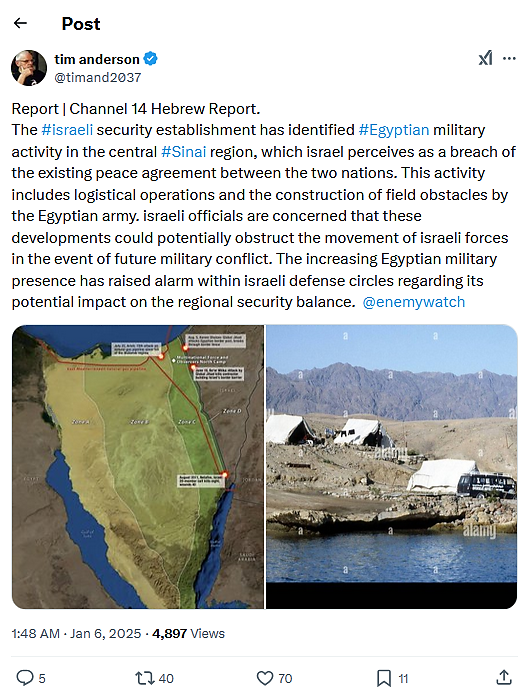 Post
tim anderson
@timand2037
Report | Channel 14 Hebrew Report.
The #israeli security establishment has identified #Egyptian military
activity in the central #Sinai region, which israel perceives as a breach of
the existing peace agreement between the two nations. This activity
includes logistical operations and the construction of field obstacles by
the Egyptian army. israeli officials are concerned that these
developments could potentially obstruct the movement of israeli forces
in the event of future military conflict. The increasing Egyptian military
presence has raised alarm within israeli defense circles regarding its
potential impact on the regional security balance. @enemywatch
Multinational Force and
Observers North Camp
Zone A
Zone B
Zone C
Zone D
alamy
alamy
1:48 AM · Jan 6, 2025 · 4,897 Views
5
40
70
11